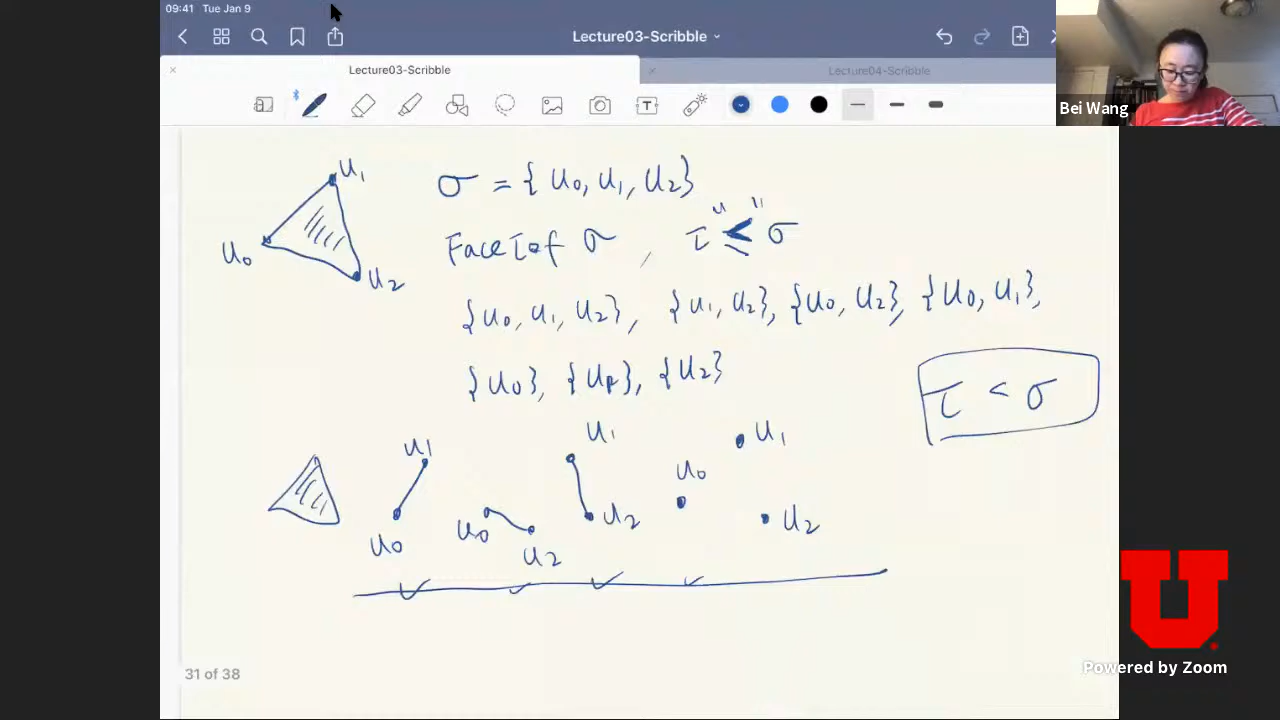 09:41 Tue Jan 9
Lecture03-Scribble
Lecture03-Scribble
Lecture04-Scribble
T
Bei Wang
u₁
u₀
u₂
σ = { u₀, u₁, u₂}
Face τ of σ , τ "≤" σ
{u₀, u₁, u₂}, {u₁, u₂}, {u₀, u₂}, {u₀, u₁},
{u₀}, {u₁}, {u₂}
τ < σ
u₁
u₀
u₀
u₂
u₁
u₂
u₀
u₁
u₂
31 of 38
U
Powered by Zoom